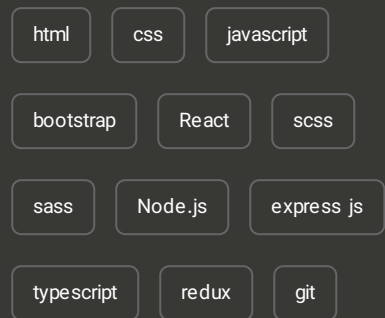 html css javascript
bootstrap React scss
sass Node.js express js
typescript redux git